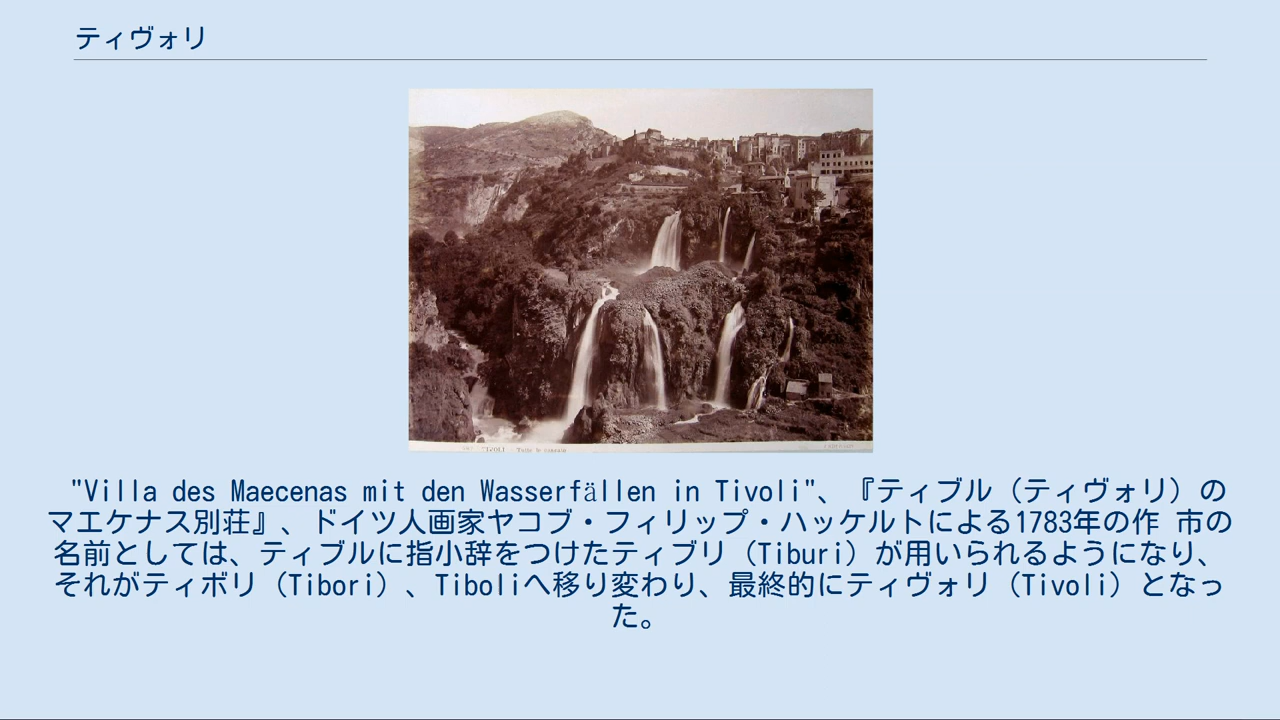 ティヴォリ
TIVOLI
"Villa des Maecenas mit den Wasserfällen in Tivoli"、『ティブル（ティヴォリ）の
マエケナス別荘』、ドイツ人画家ヤコブ・フィリップ・ハッケルトによる1783年の作 市の
名前としては、ティブルに指小辞をつけたティブリ（Tiburi）が用いられるようになり、
それがティボリ（Tibori）、Tiboliへ移り変わり、最終的にティヴォリ（Tivoli）となっ
た。